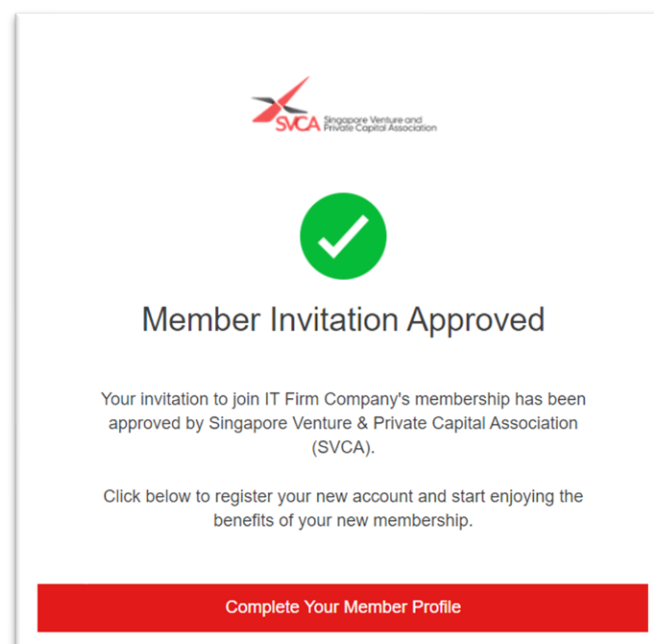 SVCA Singapore Venture and
Private Capital Association
Member Invitation Approved
Your invitation to join IT Firm Company's membership has been
approved by Singapore Venture & Private Capital Association
(SVCA).
Click below to register your new account and start enjoying the
benefits of your new membership.
Complete Your Member Profile